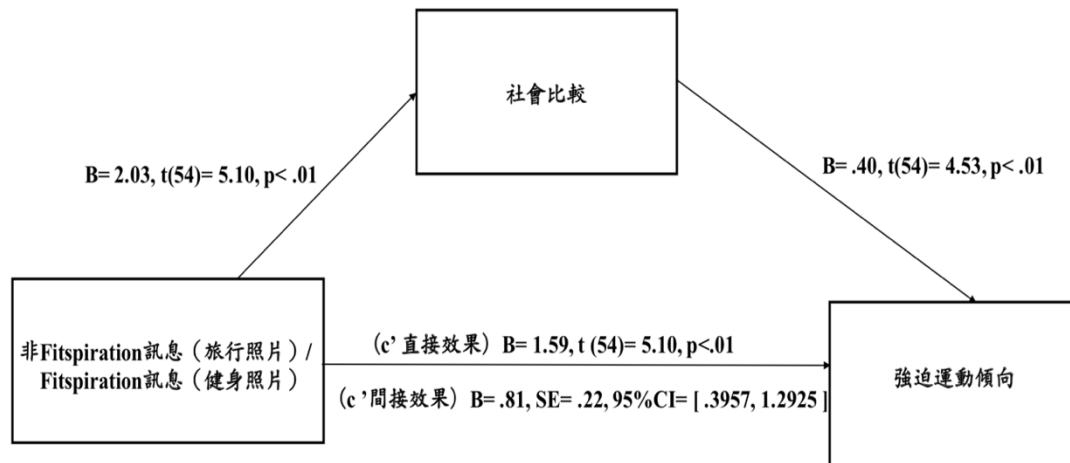 社會比較
B= 2.03, t(54)= 5.10, p< .01
B= .40, t(54)= 4.53, p< .01
非Fitspiration訊息（旅行照片）/
Fitspiration訊息（健身照片）
（c' 直接效果）B= 1.59, t (54)= 5.10, p<.01
（c '間接效果）B= .81, SE= .22, 95%CI= [ .3957, 1.2925 ]
強迫運動傾向